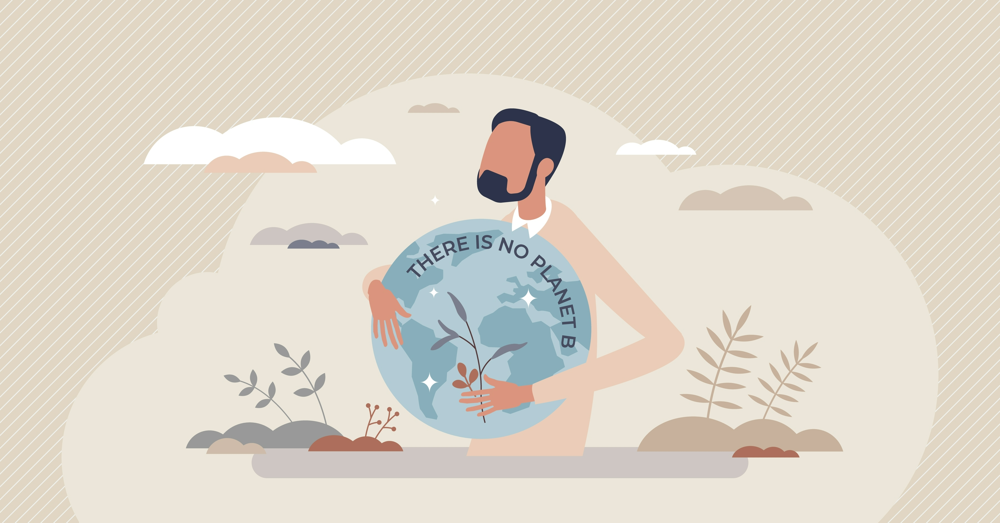 THERE IS NO PLANET B